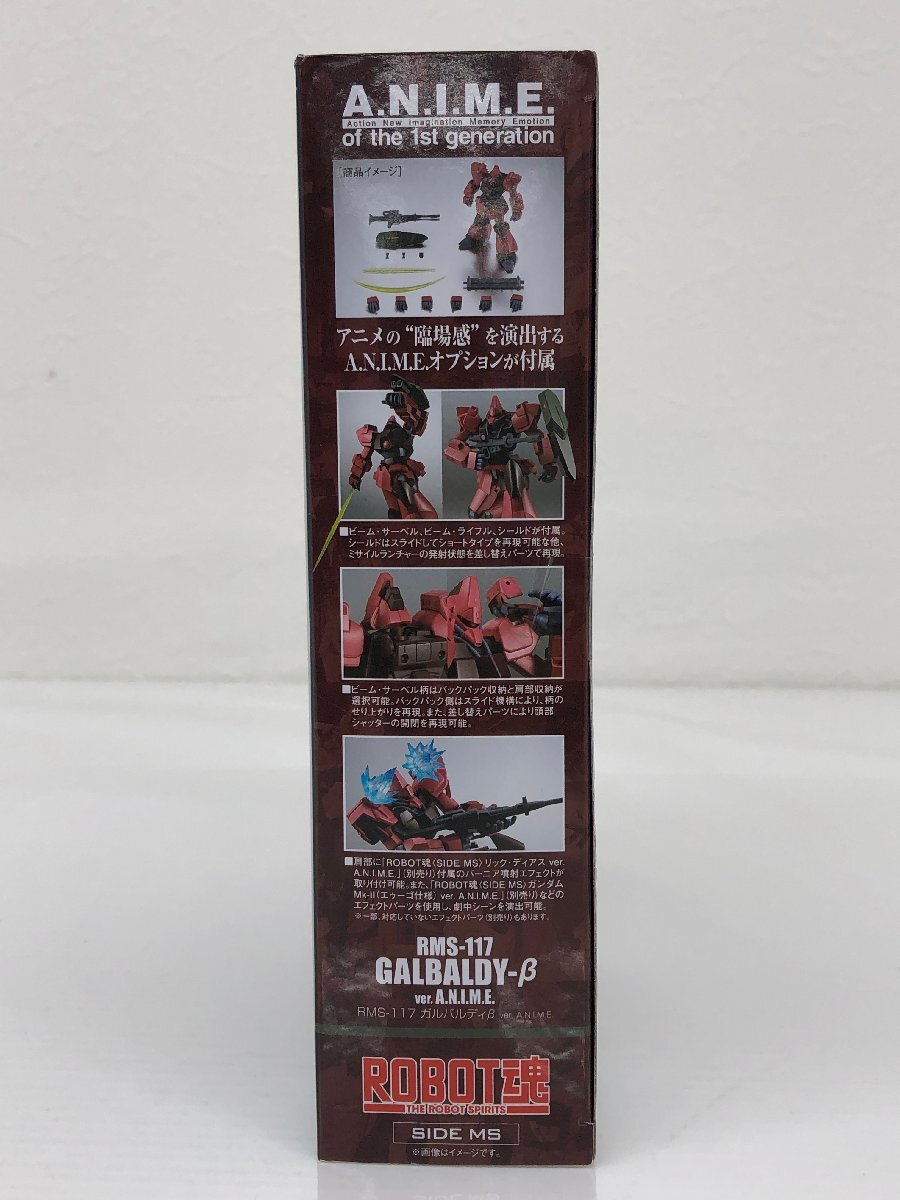 A.N.I.M.E.
Action New Imagination Memory Emotion
of the 1st generation
[商品イメージ]
アニメの“臨場感”を演出する
A.N.I.M.E.オプションが付属
■ビーム・サーベル、ビーム・ライフル、シールドが付属。
シールドはスライドしてショートタイプを再現可能な他、
ミサイルランチャーの発射状態を差し替えパーツで再現。
■ビーム・サーベル柄はバックパック収納と肩部収納が
選択可能。バックパック側はスライド機構により、柄の
せり上がりを再現。また、差し替えパーツにより頭部
シャッターの開閉を再現可能。
■肩部に「ROBOT魂〈SIDE MS〉リック・ディアス ver.
A.N.I.M.E.」(別売り)付属のバーニア噴射エフェクトが
取り付け可能。また、「ROBOT魂〈SIDE MS〉ガンダム
Mk-II(エゥーゴ仕様) ver. A.N.I.M.E.」(別売り)などの
エフェクトパーツを使用し、劇中シーンを演出可能。
※一部、対応していないエフェクトパーツ(別売り)もあります。
RMS-117
GALBALDY-β
ver. A.N.I.M.E.
RMS-117 ガルバルディβ ver. A.N.I.M.E.
ROBOT魂
THE ROBOT SPIRITS
SIDE MS
※画像はイメージです。